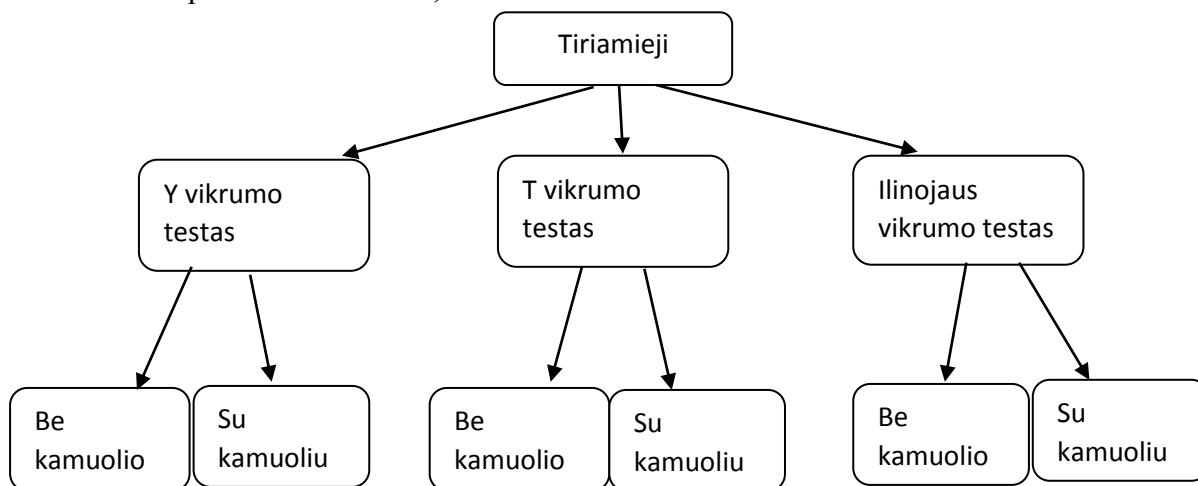 Tiriamieji
Y vikrumo
testas
T vikrumo
testas
Ilinojaus
vikrumo testas
Be
kamuolio
Su
kamuoliu
Be
kamuolio
Su
kamuoliu
Be
kamuolio
Su
kamuoliu